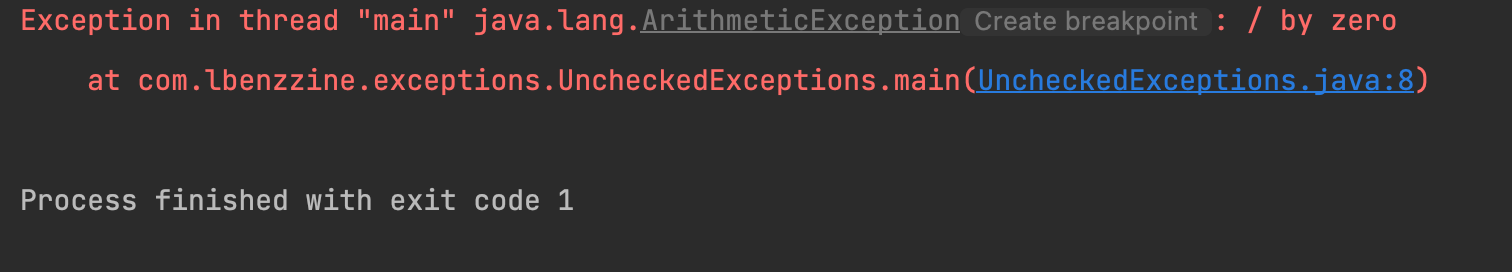 Exception in thread "main" java.lang.ArithmeticException Create breakpoint : / by zero
at com.lbenzzine.exceptions.UncheckedExceptions.main(UncheckedExceptions.java:8)
Process finished with exit code 1